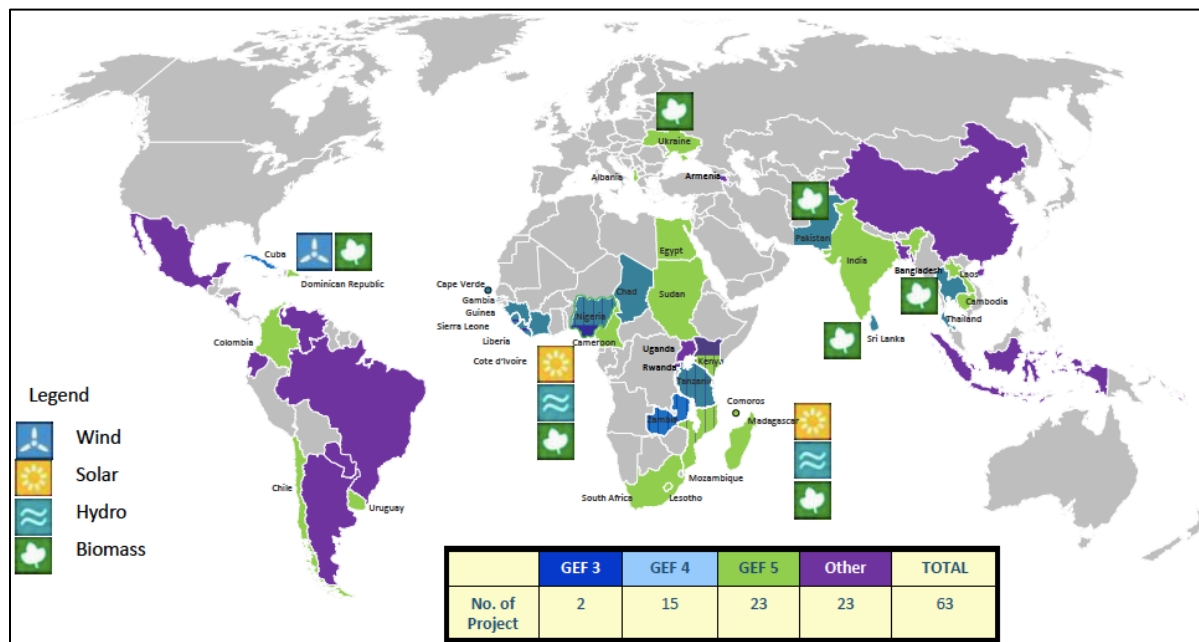 Ukraine
Albania
Armenia
Pakistan
Cuba
Dominican Republic
Egypt
India
Bangladesh
Laos
Cape Verde
Chad
Sudan
Gambia
Guinea
Nigeria
Cambodia
Sierra Leone
Thailand
Liberia
Cameroon
Sri Lanka
Colombia
Uganda
Cote d'Ivoire
Rwanda
Legend
Comoros
Wind
Madagascar
Solar
Mozambique
Chile
South Africa
Lesotho
Hydro
Uruguay
Biomass
GEF 3 GEF 4 GEF 5 Other TOTAL
No. of 2 15 23 23 63
Project